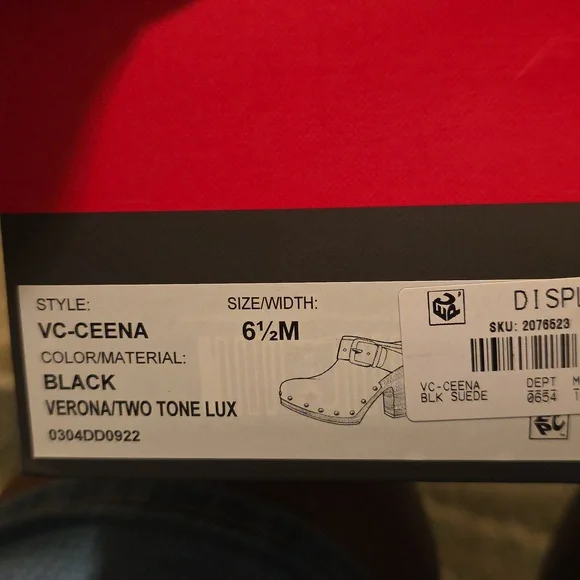 STYLE:
VC-CEENA
SIZE/WIDTH:
6½M
COLOR/MATERIAL:
BLACK
VERONA/TWO TONE LUX
0304DD0922
DISPL
SKU: 2076523
VC-CEENA
BLK SUEDE
DEPT
0654